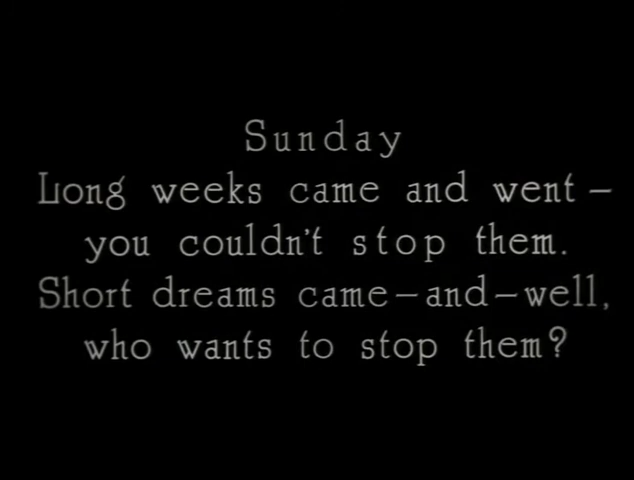 Sunday
Long weeks came and went—
you couldn't stop them.
Short dreams came—and—well,
who wants to stop them?